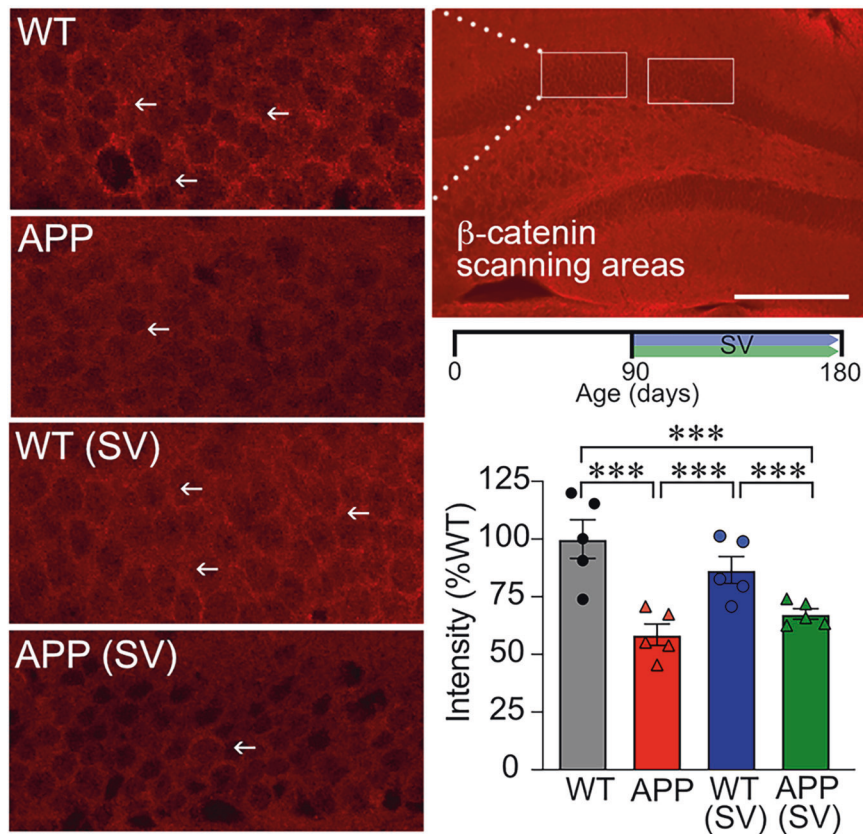 WT
APP
WT (SV)
APP (SV)
β-catenin
scanning areas
SV
0
90
180
Age (days)
***
*** *** ***
Intensity (%WT)
125
100
75
50
25
0
WT
APP
WT
(SV)
APP
(SV)